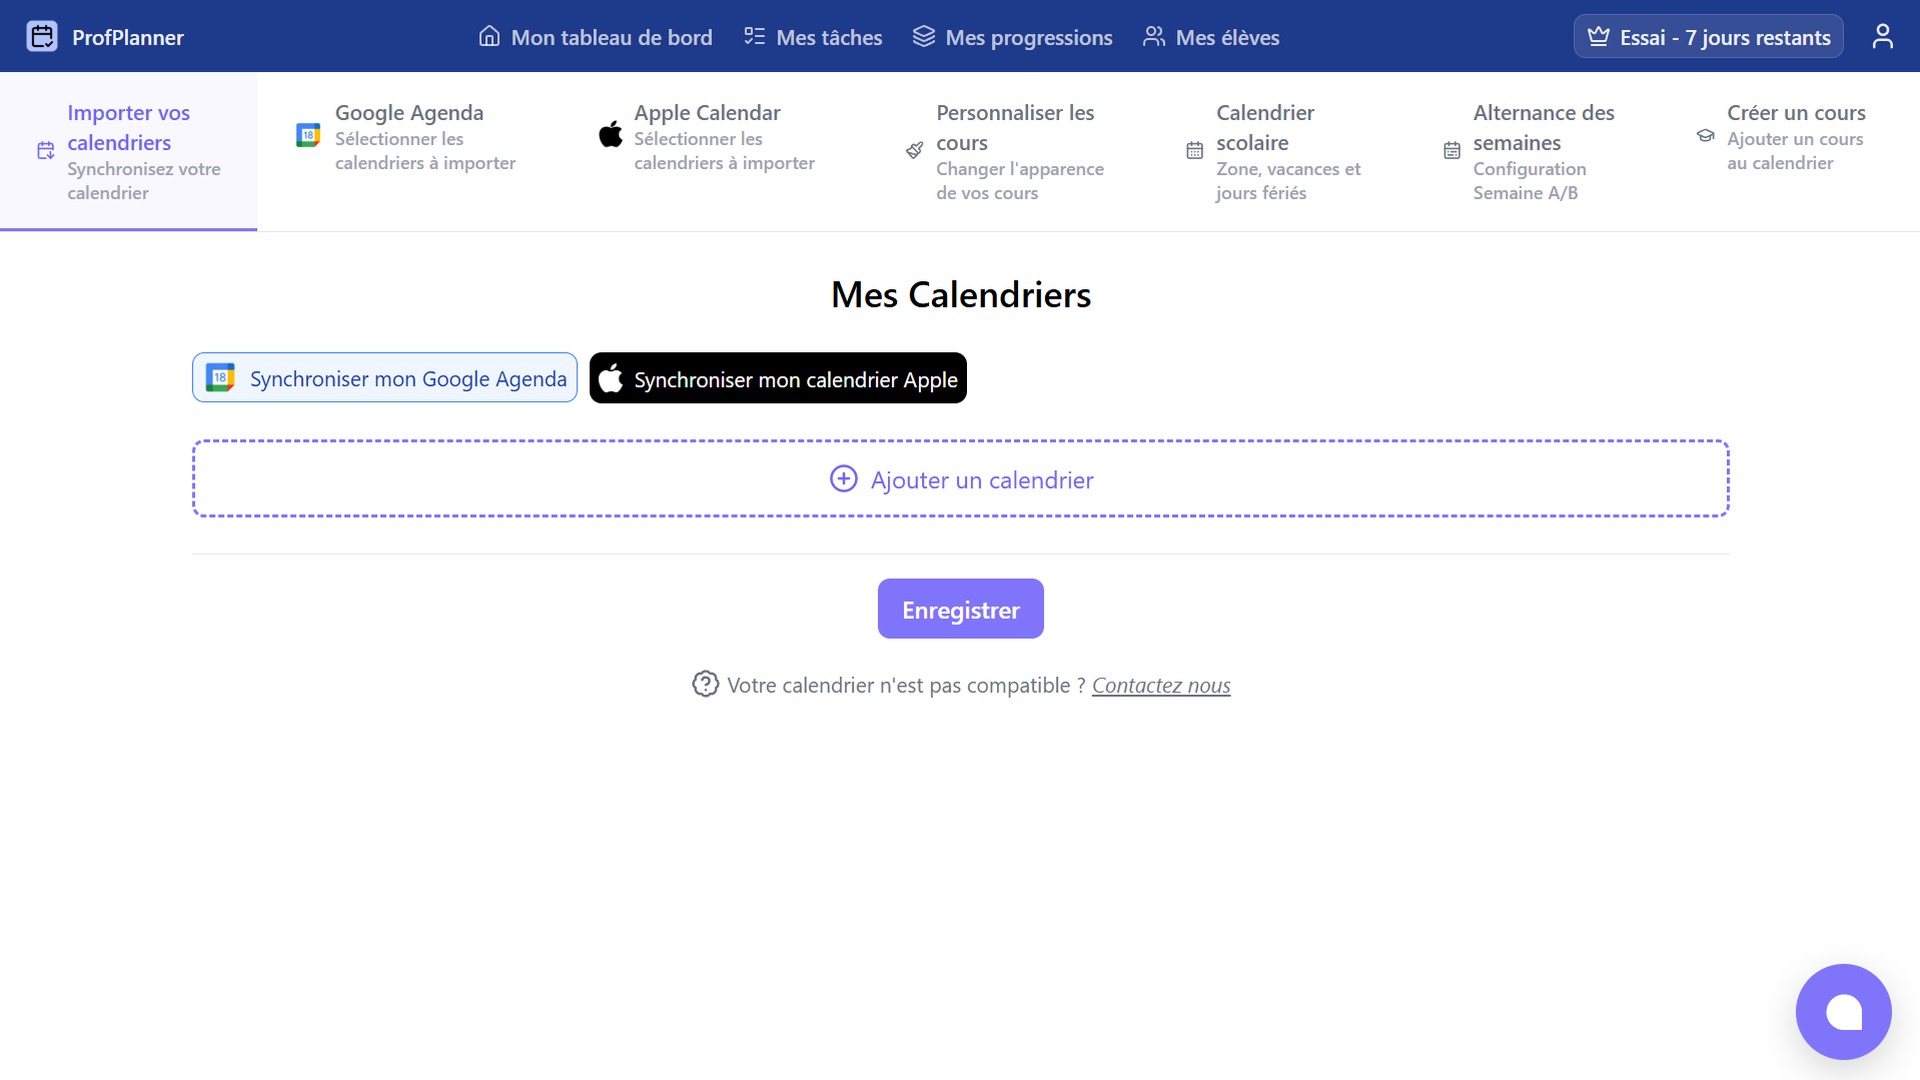 ProfPlanner
Mon tableau de bord
Mes tâches
Mes progressions
Mes élèves
Essai - 7 jours restants
Importer vos
calendriers
Synchronisez votre
calendrier
18
Google Agenda
Sélectionner les
calendriers à importer
Apple Calendar
Sélectionner les
calendriers à importer
Personnaliser les
cours
Changer l'apparence
de vos cours
Calendrier
scolaire
Zone, vacances et
jours fériés
Alternance des
semaines
Configuration
Semaine A/B
Créer un cours
Ajouter un cours
au calendrier
Mes Calendriers
18
Synchroniser mon Google Agenda
Synchroniser mon calendrier Apple
Ajouter un calendrier
Enregistrer
Votre calendrier n'est pas compatible ? Contactez nous